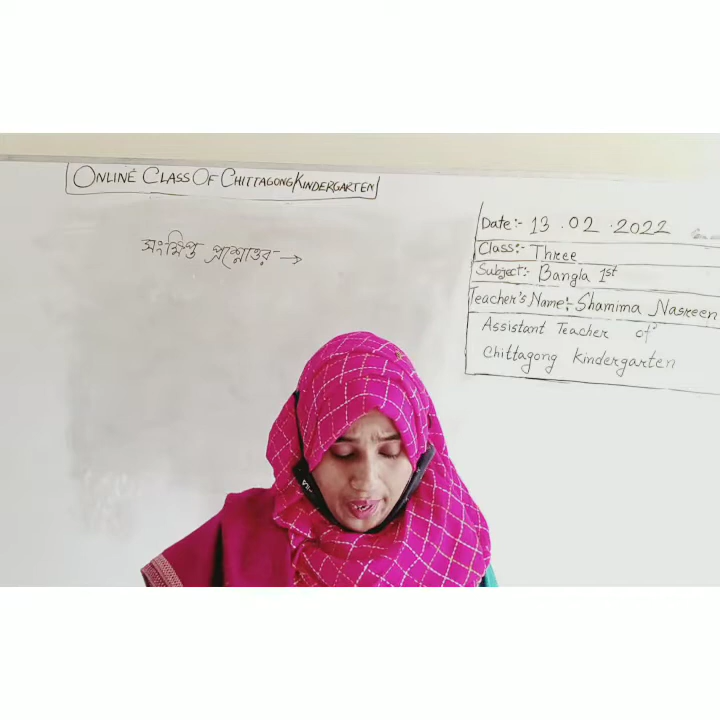 ONLINE CLASS OF CHITTAGONG KINDERGARTEN
সংক্ষিপ্ত প্রশ্নোত্তর →
Date:- 13.02.2022
Class:- Three
Subject:- Bangla 1st
Teacher's Name:- Shamima Nasreen
Assistant Teacher of
Chittagong Kindergarten